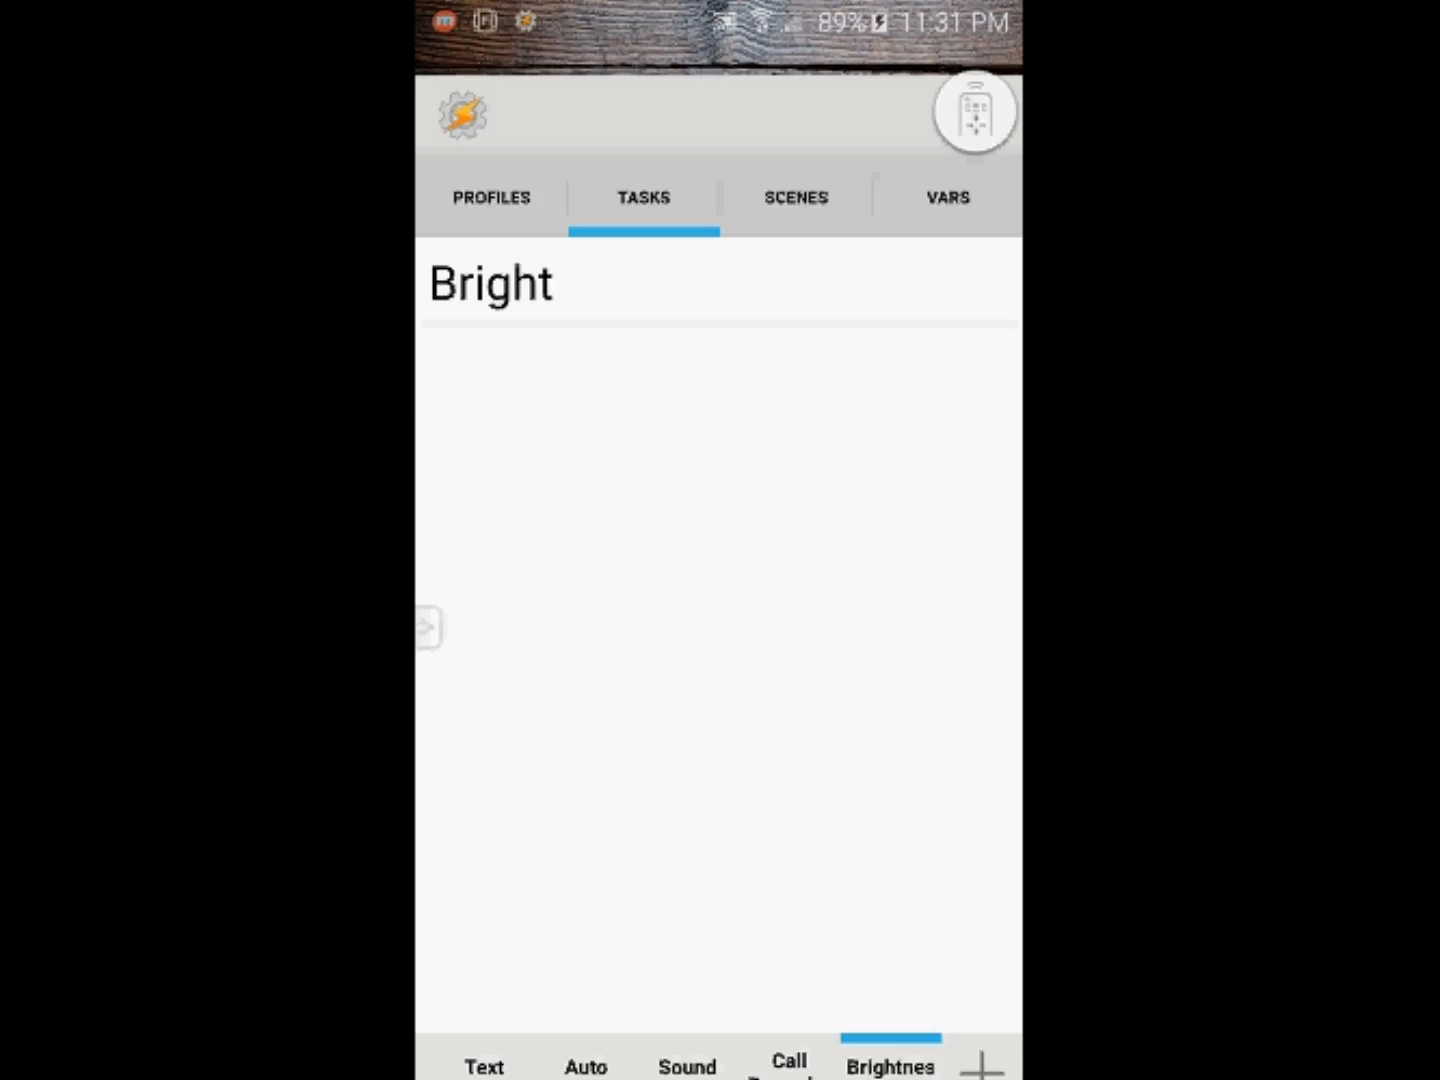 89% 11:31 PM
PROFILES TASKS SCENES VARS
Bright
Text Auto Sound Call Brightnes